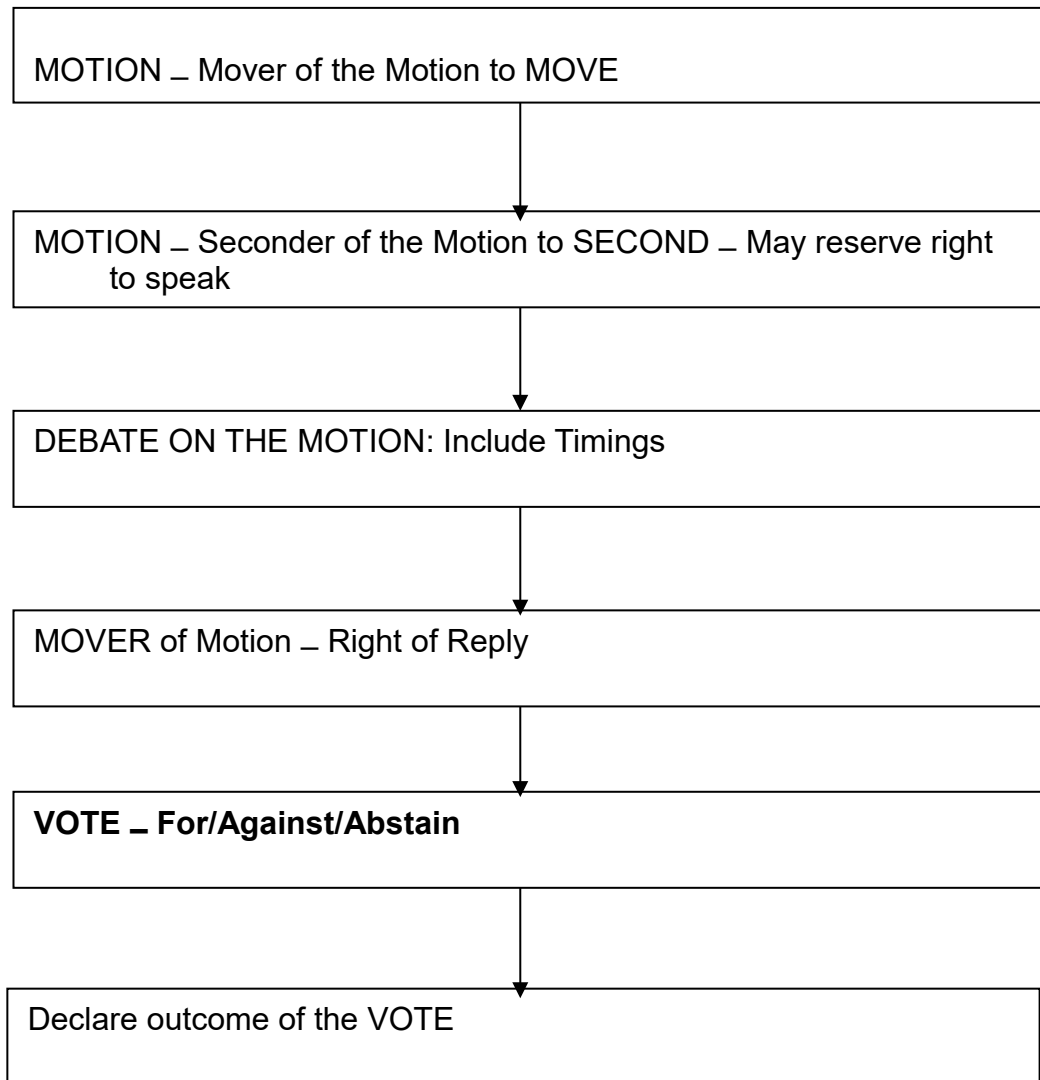 MOTION – Mover of the Motion to MOVE
MOTION – Seconder of the Motion to SECOND – May reserve right
to speak
DEBATE ON THE MOTION: Include Timings
MOVER of Motion – Right of Reply
VOTE – For/Against/Abstain
Declare outcome of the VOTE